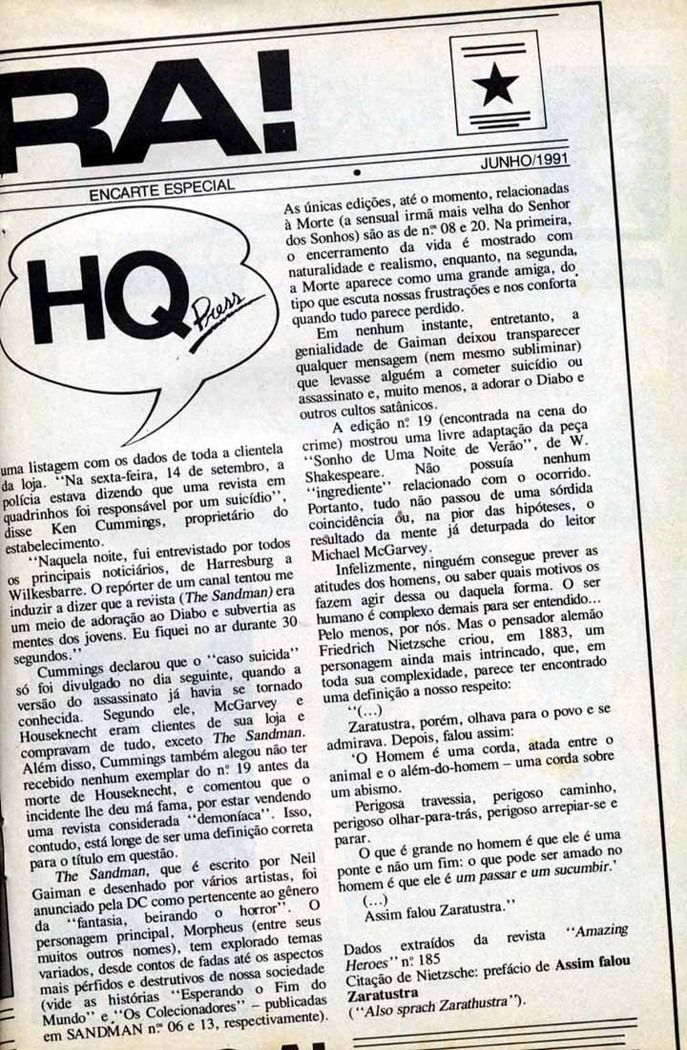 RA!
ENCARTE ESPECIAL
JUNHO/1991
HQ
Press
uma listagem com os dados de toda a clientela
da loja. "Na sexta-feira, 14 de setembro, a
polícia estava dizendo que uma revista em
quadrinhos foi responsável por um suicídio",
disse Ken Cummings, proprietário do
estabelecimento.
"Naquela noite, fui entrevistado por todos
os principais noticiários, de Harresburg a
Wilkesbarre. O repórter de um canal tentou me
induzir a dizer que a revista (The Sandman) era
um meio de adoração ao Diabo e subvertia as
mentes dos jovens. Eu fiquei no ar durante 30
segundos."
Cummings declarou que o "caso suicida"
só foi divulgado no dia seguinte, quando a
versão do assassinato já havia se tornado
conhecida. Segundo ele, McGarvey e
Houseknecht eram clientes de sua loja e
compravam de tudo, exceto The Sandman.
Além disso, Cummings também alegou não ter
recebido nenhum exemplar do nº 19 antes da
morte de Houseknecht, e comentou que o
incidente lhe deu má fama, por estar vendendo
uma revista considerada "demoníaca". Isso,
contudo, está longe de ser uma definição correta
para o título em questão.
The Sandman, que é escrito por Neil
Gaiman e desenhado por vários artistas, foi
anunciado pela DC como pertencente ao gênero
da "fantasia, beirando o horror". O
personagem principal, Morpheus (entre seus
muitos outros nomes), tem explorado temas
variados, desde contos de fadas até os aspectos
mais pérfidos e destrutivos de nossa sociedade
(vide as histórias "Esperando o Fim do
Mundo" e "Os Colecionadores" – publicadas
em SANDMAN nºs 06 e 13, respectivamente).
As únicas edições, até o momento, relacionadas
à Morte (a sensual irmã mais velha do Senhor
dos Sonhos) são as de nºs 08 e 20. Na primeira,
o encerramento da vida é mostrado com
naturalidade e realismo, enquanto, na segunda,
a Morte aparece como uma grande amiga, do
tipo que escuta nossas frustrações e nos conforta
quando tudo parece perdido.
Em nenhum instante, entretanto, a
genialidade de Gaiman deixou transparecer
qualquer mensagem (nem mesmo subliminar)
que levasse alguém a cometer suicídio ou
assassinato e, muito menos, a adorar o Diabo e
outros cultos satânicos.
A edição nº 19 (encontrada na cena do
crime) mostrou uma livre adaptação da peça
"Sonho de Uma Noite de Verão", de W.
Shakespeare. Não possuía nenhum
"ingrediente" relacionado com o ocorrido.
Portanto, tudo não passou de uma sórdida
coincidência ou, na pior das hipóteses, o
resultado da mente já deturpada do leitor
Michael McGarvey.
Infelizmente, ninguém consegue prever as
atitudes dos homens, ou saber quais motivos os
fazem agir dessa ou daquela forma. O ser
humano é complexo demais para ser entendido...
Pelo menos, por nós. Mas o pensador alemão
Friedrich Nietzsche criou, em 1883, um
personagem ainda mais intrincado, que, em
toda sua complexidade, parece ter encontrado
uma definição a nosso respeito:
"(...)
Zaratustra, porém, olhava para o povo e se
admirava. Depois, falou assim:
'O Homem é uma corda, atada entre o
animal e o além-do-homem – uma corda sobre
um abismo.
Perigosa travessia, perigoso caminho,
perigoso olhar-para-trás, perigoso arrepiar-se e
parar.
O que é grande no homem é que ele é uma
ponte e não um fim: o que pode ser amado no
homem é que ele é um passar e um sucumbir.'
(...)
Assim falou Zaratustra."
Dados extraídos da revista "Amazing
Heroes" nº 185
Citação de Nietzsche: prefácio de Assim falou
Zaratustra
("Also sprach Zarathustra").